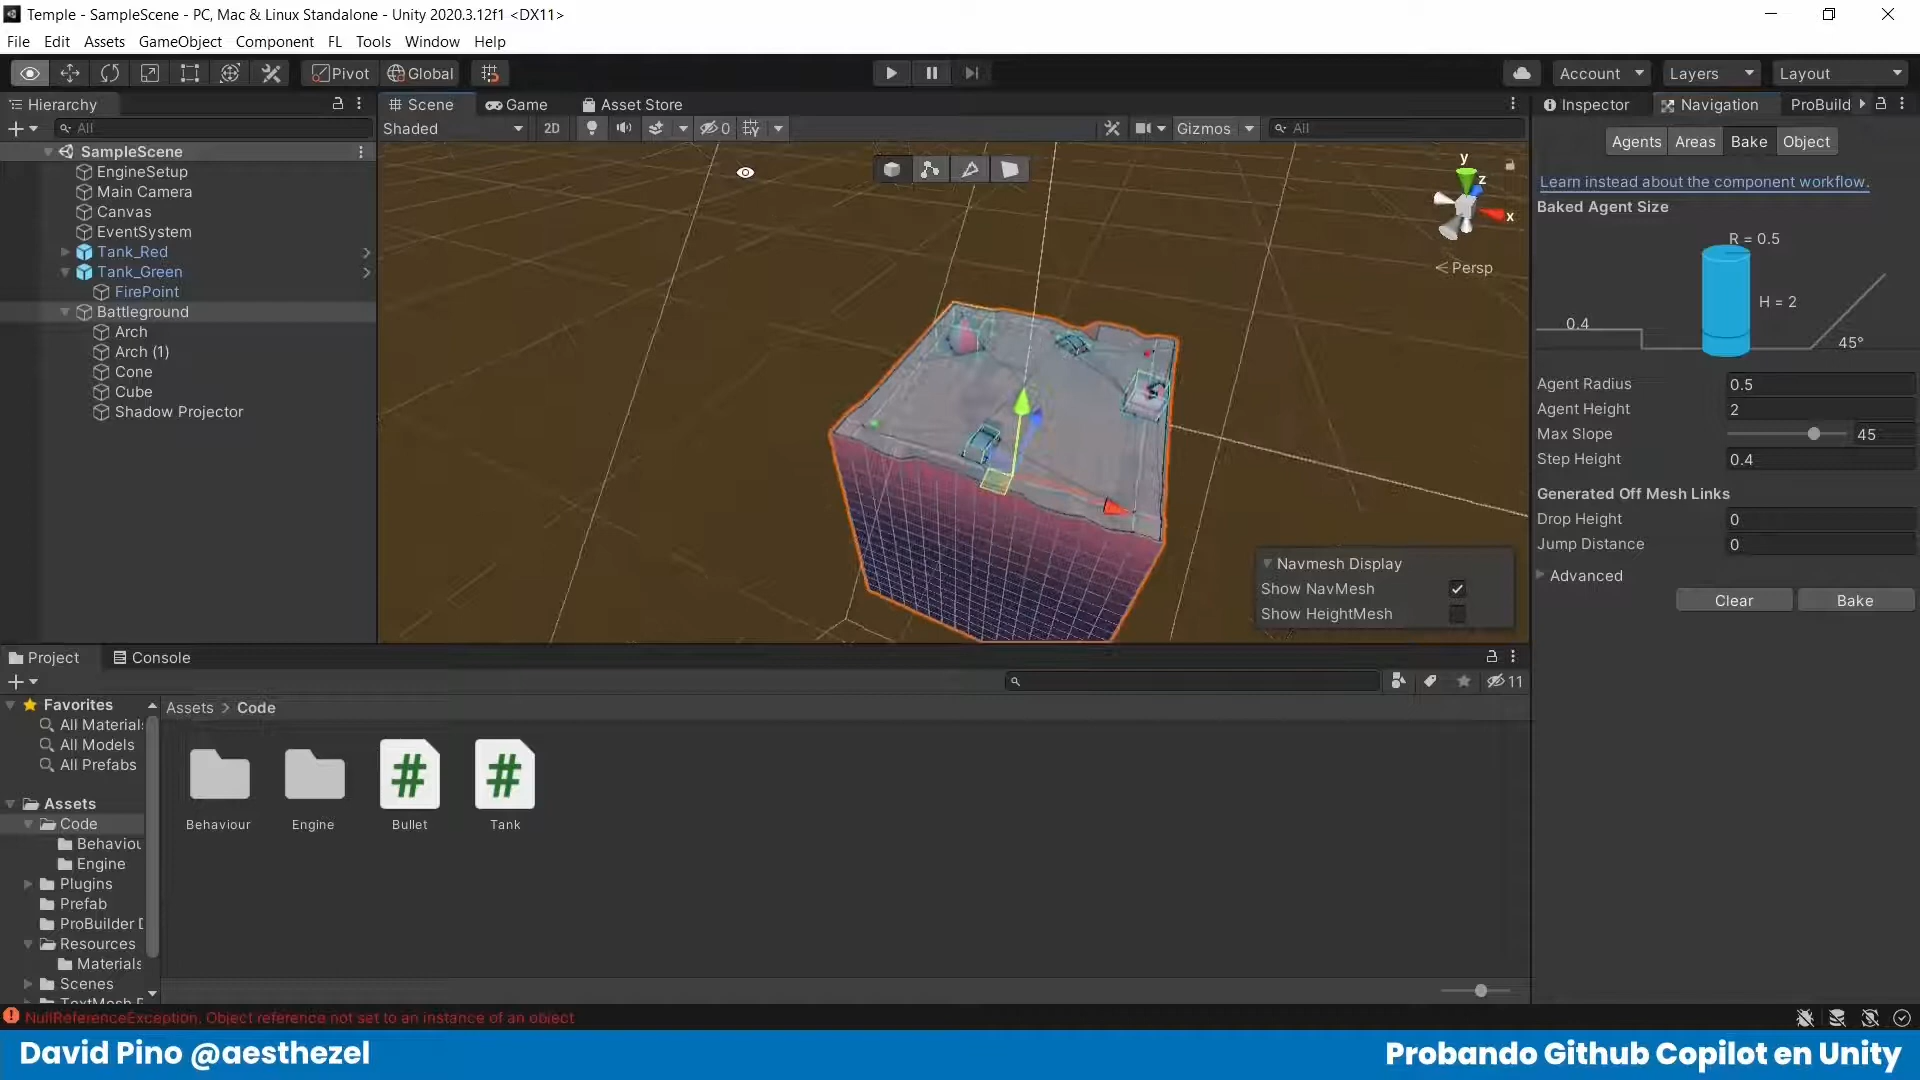 Temple - SampleScene - PC, Mac & Linux Standalone - Unity 2020.3.12f1 <DX11>
File Edit Assets GameObject Component FL Tools Window Help
Pivot Global Account Layers Layout
Hierarchy
All
SampleScene
EngineSetup
Main Camera
Canvas
EventSystem
Tank_Red
Tank_Green
FirePoint
Battleground
Arch
Arch (1)
Cone
Cube
Shadow Projector
Scene Game Asset Store
Shaded 2D 0 Gizmos All
y
z
x
Persp
Navmesh Display
Show NavMesh
Show HeightMesh
Inspector Navigation ProBuild
Agents Areas Bake Object
Learn instead about the component workflow.
Baked Agent Size
R = 0.5
H = 2
0.4
45°
Agent Radius 0.5
Agent Height 2
Max Slope 45
Step Height 0.4
Generated Off Mesh Links
Drop Height 0
Jump Distance 0
Advanced
Clear Bake
Project Console
11
Favorites
All Materials
All Models
All Prefabs
Assets
Code
Behaviou
Engine
Plugins
Prefab
ProBuilder D
Resources
Materials
Scenes
Assets > Code
Behaviour Engine Bullet Tank
NullReferenceException: Object reference not set to an instance of an object
David Pino @aesthezel
Probando Github Copilot en Unity